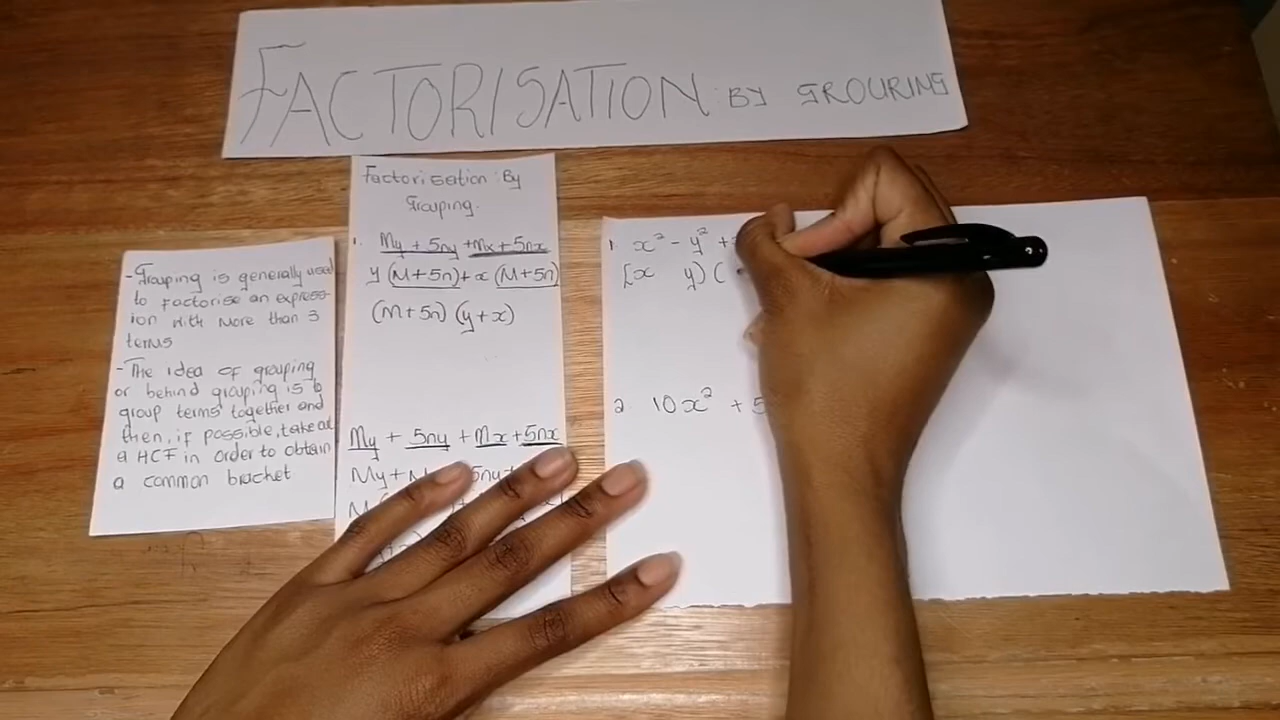 FACTORISATION BY GROUPING
- Grouping is generally used
to factorise an express-
ion with more than 3
terms
- The idea of grouping
or behind grouping is to
group terms together and
then, if possible, take out
a HCF in order to obtain
a common bracket
Factorisation: By
Grouping.
1. My + 5ny + Mx + 5nx
y (M+5n) + x (M+5n)
(M+5n) (y+x)
My + 5ny + Mx + 5nx
My +
1. x² - y² +
(x y) (
2. 10x² + 5